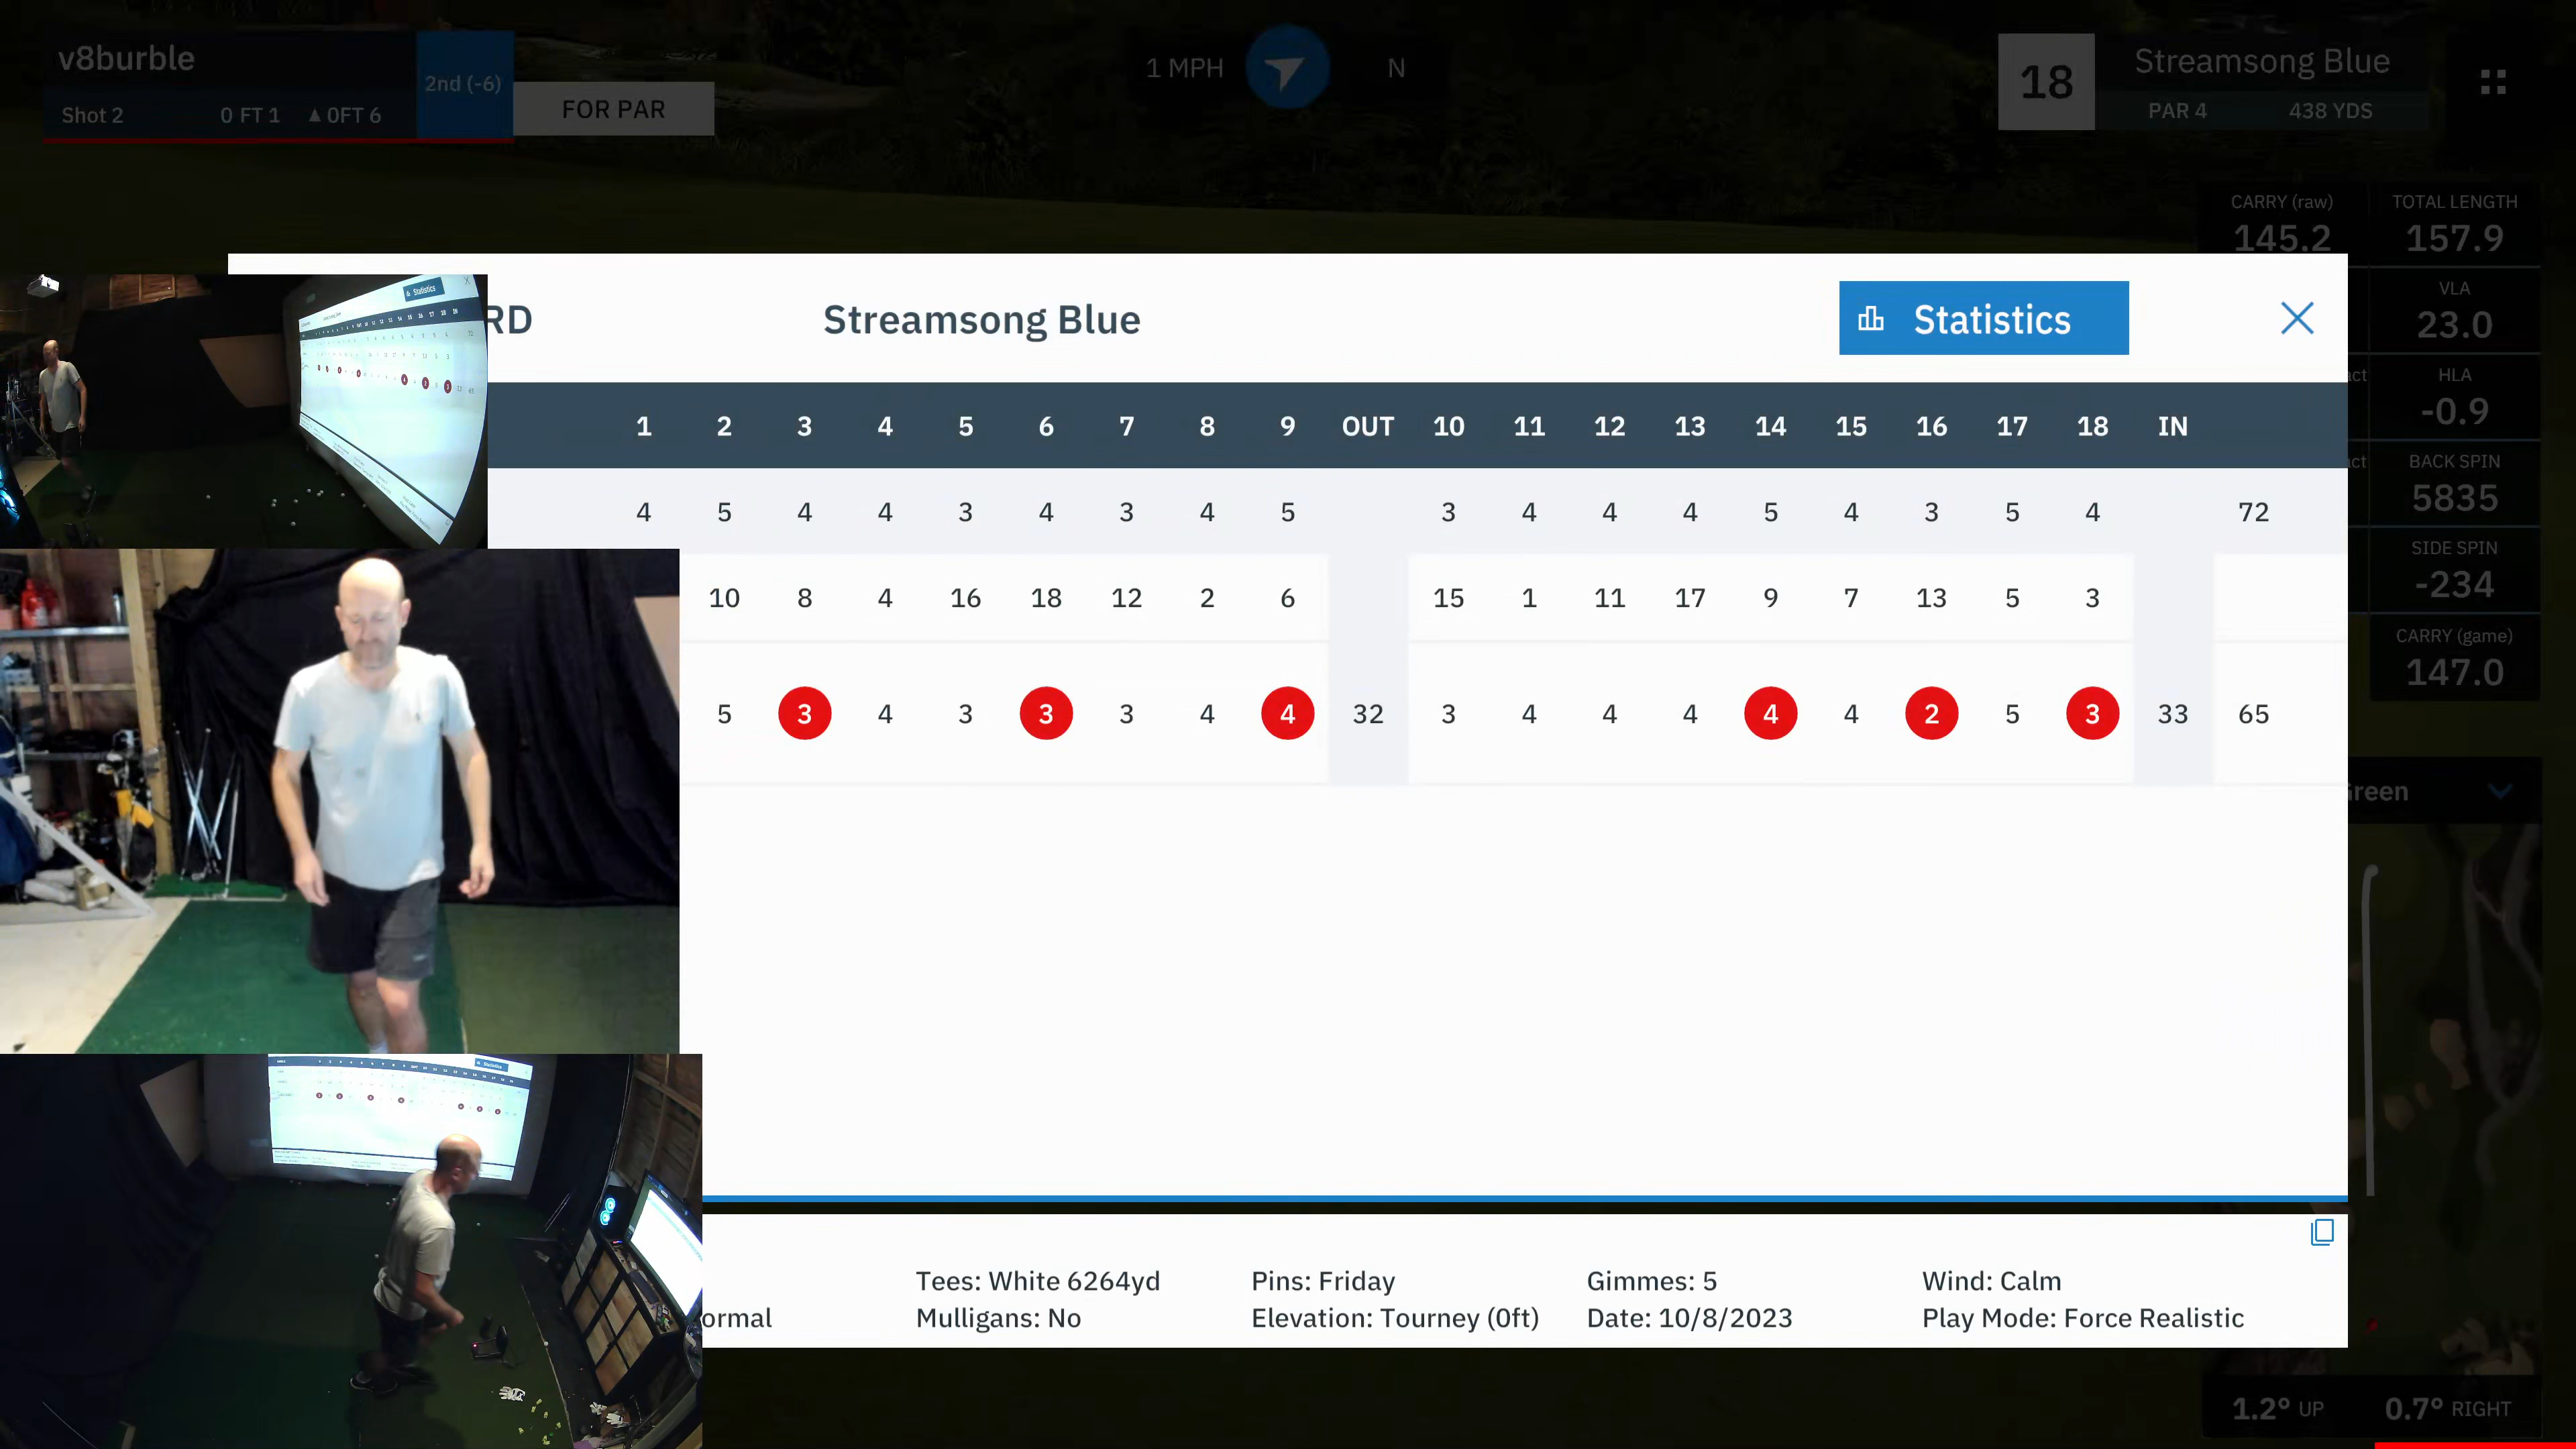 v8burble
2nd (-6)
Shot 2 0 FT 1 ▲ 0FT 6
FOR PAR
1 MPH N
18
Streamsong Blue
PAR 4 438 YDS
CARRY (raw) TOTAL LENGTH
145.2 157.9
VLA
23.0
HLA
-0.9
BACK SPIN
5835
SIDE SPIN
-234
CARRY (game)
147.0
RD Streamsong Blue Statistics
1 2 3 4 5 6 7 8 9 OUT 10 11 12 13 14 15 16 17 18 IN
4 5 4 4 3 4 3 4 5 3 4 4 4 5 4 3 5 4 72
10 8 4 16 18 12 2 6 15 1 11 17 9 7 13 5 3
5 3 4 3 3 3 4 4 32 3 4 4 4 4 4 2 5 3 33 65
reen
ormal
Tees: White 6264yd
Mulligans: No
Pins: Friday
Elevation: Tourney (0ft)
Gimmes: 5
Date: 10/8/2023
Wind: Calm
Play Mode: Force Realistic
1.2° UP 0.7° RIGHT
Statistics
Statistics